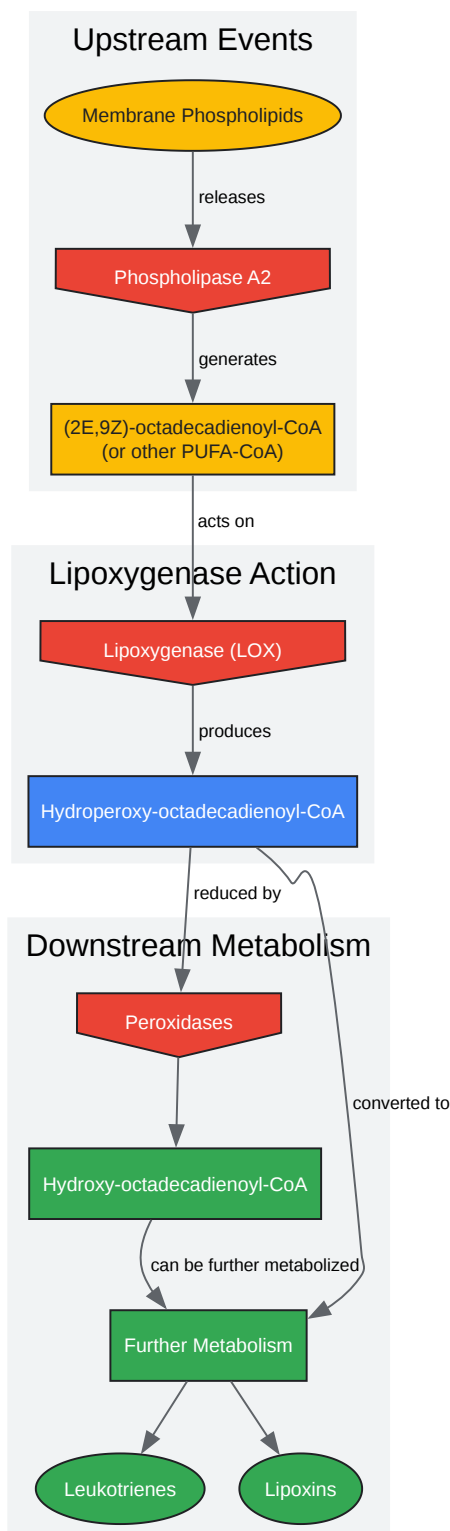 Upstream Events
Membrane Phospholipids
releases
Phospholipase A2
generates
(2E,9Z)-octadecadienoyl-CoA
(or other PUFA-CoA)
acts on
Lipoxygenase Action
Lipoxygenase (LOX)
produces
Hydroperoxy-octadecadienoyl-CoA
reduced by
Downstream Metabolism
Peroxidases
converted to
Hydroxy-octadecadienoyl-CoA
can be further metabolized
Further Metabolism
Leukotrienes
Lipoxins